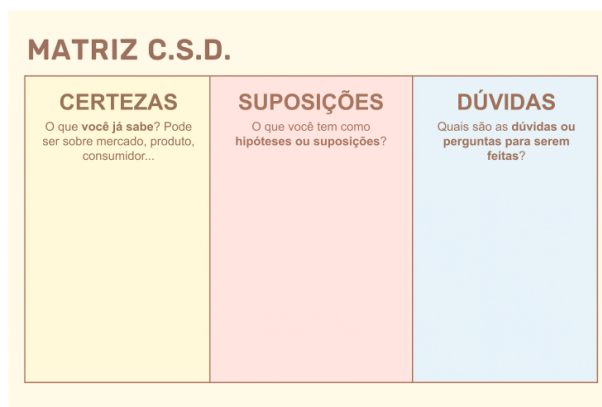 MATRIZ C.S.D.
CERTEZAS
O que você já sabe? Pode
ser sobre mercado, produto,
consumidor...
SUPOSIÇÕES
O que você tem como
hipóteses ou suposições?
DÚVIDAS
Quais são as dúvidas ou
perguntas para serem
feitas?